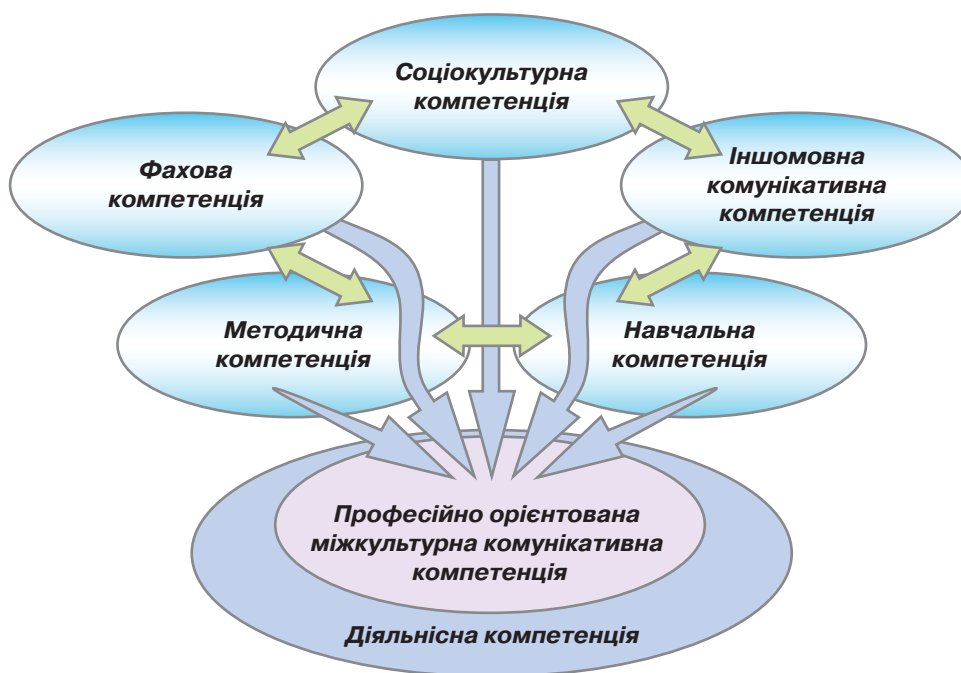 Соціокультурна
компетенція
Фахова
компетенція
Іншомовна
комунікативна
компетенція
Методична
компетенція
Навчальна
компетенція
Професійно орієнтована
міжкультурна комунікативна
компетенція
Діяльнісна компетенція